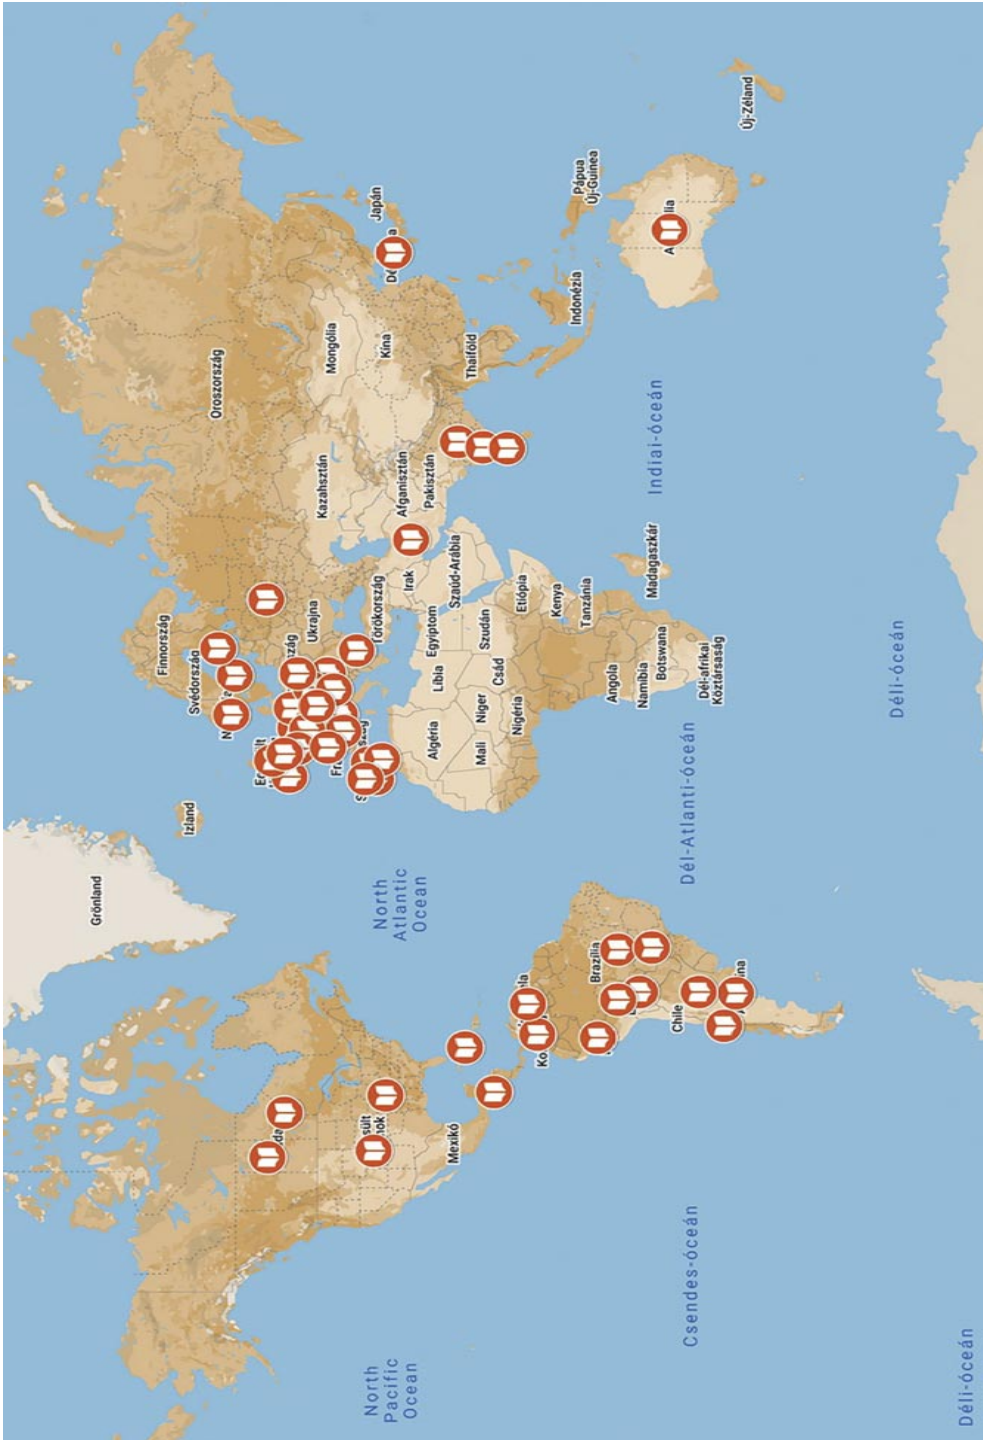 Grönland
Izland
Finnország
Svédország
Oroszország
Ukrajna
Kazahsztán
Mongólia
Kína
Japán
Törökország
Irak
Afganisztán
Pakisztán
Thaiföld
Indonézia
Pápua
Új-Guinea
Új-Zéland
North
Atlantic
Ocean
North
Pacific
Ocean
Mexikó
Algéria
Líbia
Egyiptom
Szaúd-Arábia
Mali
Niger
Csád
Szudán
Nigéria
Etiópia
Kenya
Tanzánia
Angola
Namíbia
Botswana
Madagaszkár
Dél-afrikai
Köztársaság
Brazília
Chile
Csendes-óceán
Dél-Atlanti-óceán
Indiai-óceán
Déli-óceán
Déli-óceán